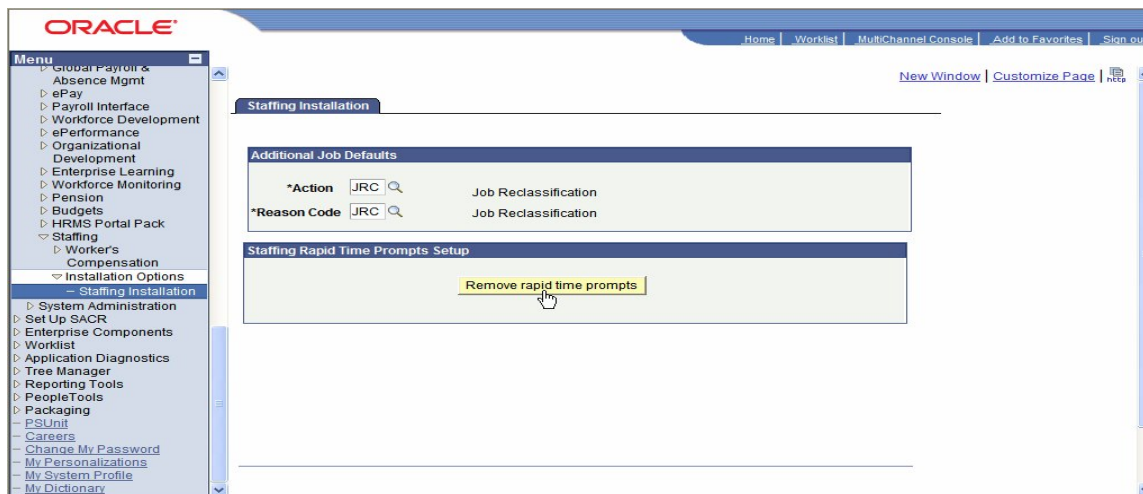 ORACLE
Home
Worklist
MultiChannel Console
Add to Favorites
Sign ou
Menu
Global Payroll &
Absence Mgmt
ePay
Payroll Interface
Workforce Development
ePerformance
Organizational
Development
Enterprise Learning
Workforce Monitoring
Pension
Budgets
HRMS Portal Pack
Staffing
Worker's
Compensation
Installation Options
– Staffing Installation
System Administration
Set Up SACR
Enterprise Components
Worklist
Application Diagnostics
Tree Manager
Reporting Tools
PeopleTools
Packaging
– PSUnit
– Careers
– Change My Password
– My Personalizations
– My System Profile
– My Dictionary
New Window | Customize Page |
http
Staffing Installation
Additional Job Defaults
*Action JRC Job Reclassification
*Reason Code JRC Job Reclassification
Staffing Rapid Time Prompts Setup
Remove rapid time prompts